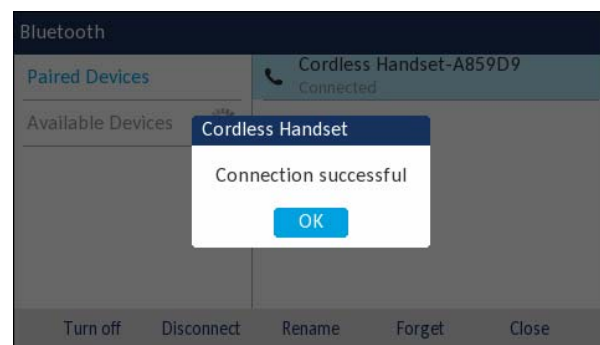 Bluetooth
Paired Devices
Cordless Handset-A859D9
Connected
Available Devices
Cordless Handset
Connection successful
OK
Turn off Disconnect Rename Forget Close